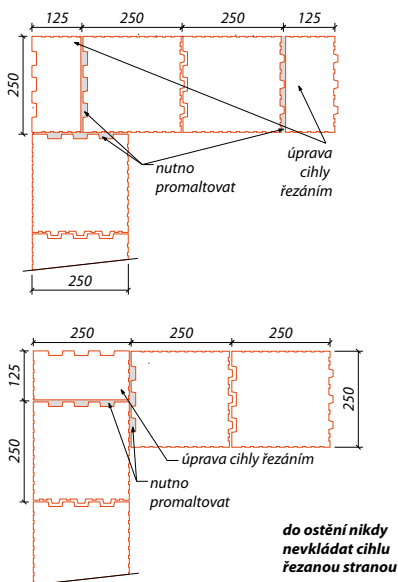 125
250
250
125
250
nutno
promaltovat
úprava
cihly
řezáním
250
250
250
250
125
250
250
úprava cihly řezáním
nutno
promaltovat
do ostění nikdy
nevkládat cihlu
řezanou stranou